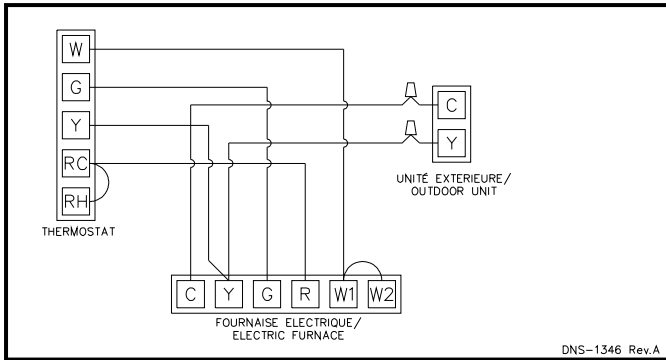 W
G
Y
RC
RH
THERMOSTAT
C
Y
UNITÉ EXTERIEURE/
OUTDOOR UNIT
C Y G R W1 W2
FOURNAISE ELECTRIQUE/
ELECTRIC FURNACE
DNS-1346 Rev.A